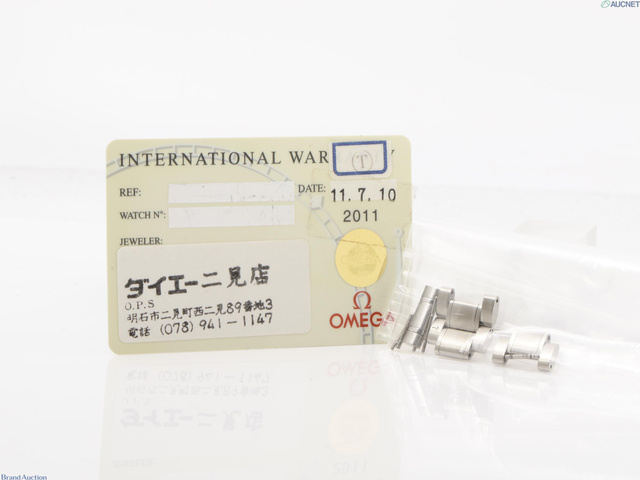 AUCNET
INTERNATIONAL WAR Y
T
REF: DATE: 11.7.10
WATCH Nº: 2011
JEWELER:
ダイエー二見店
O.P.S
明石市二見町西二見89番地3
電話 (078) 941-1147
Ω
OMEGA
Brand Auction